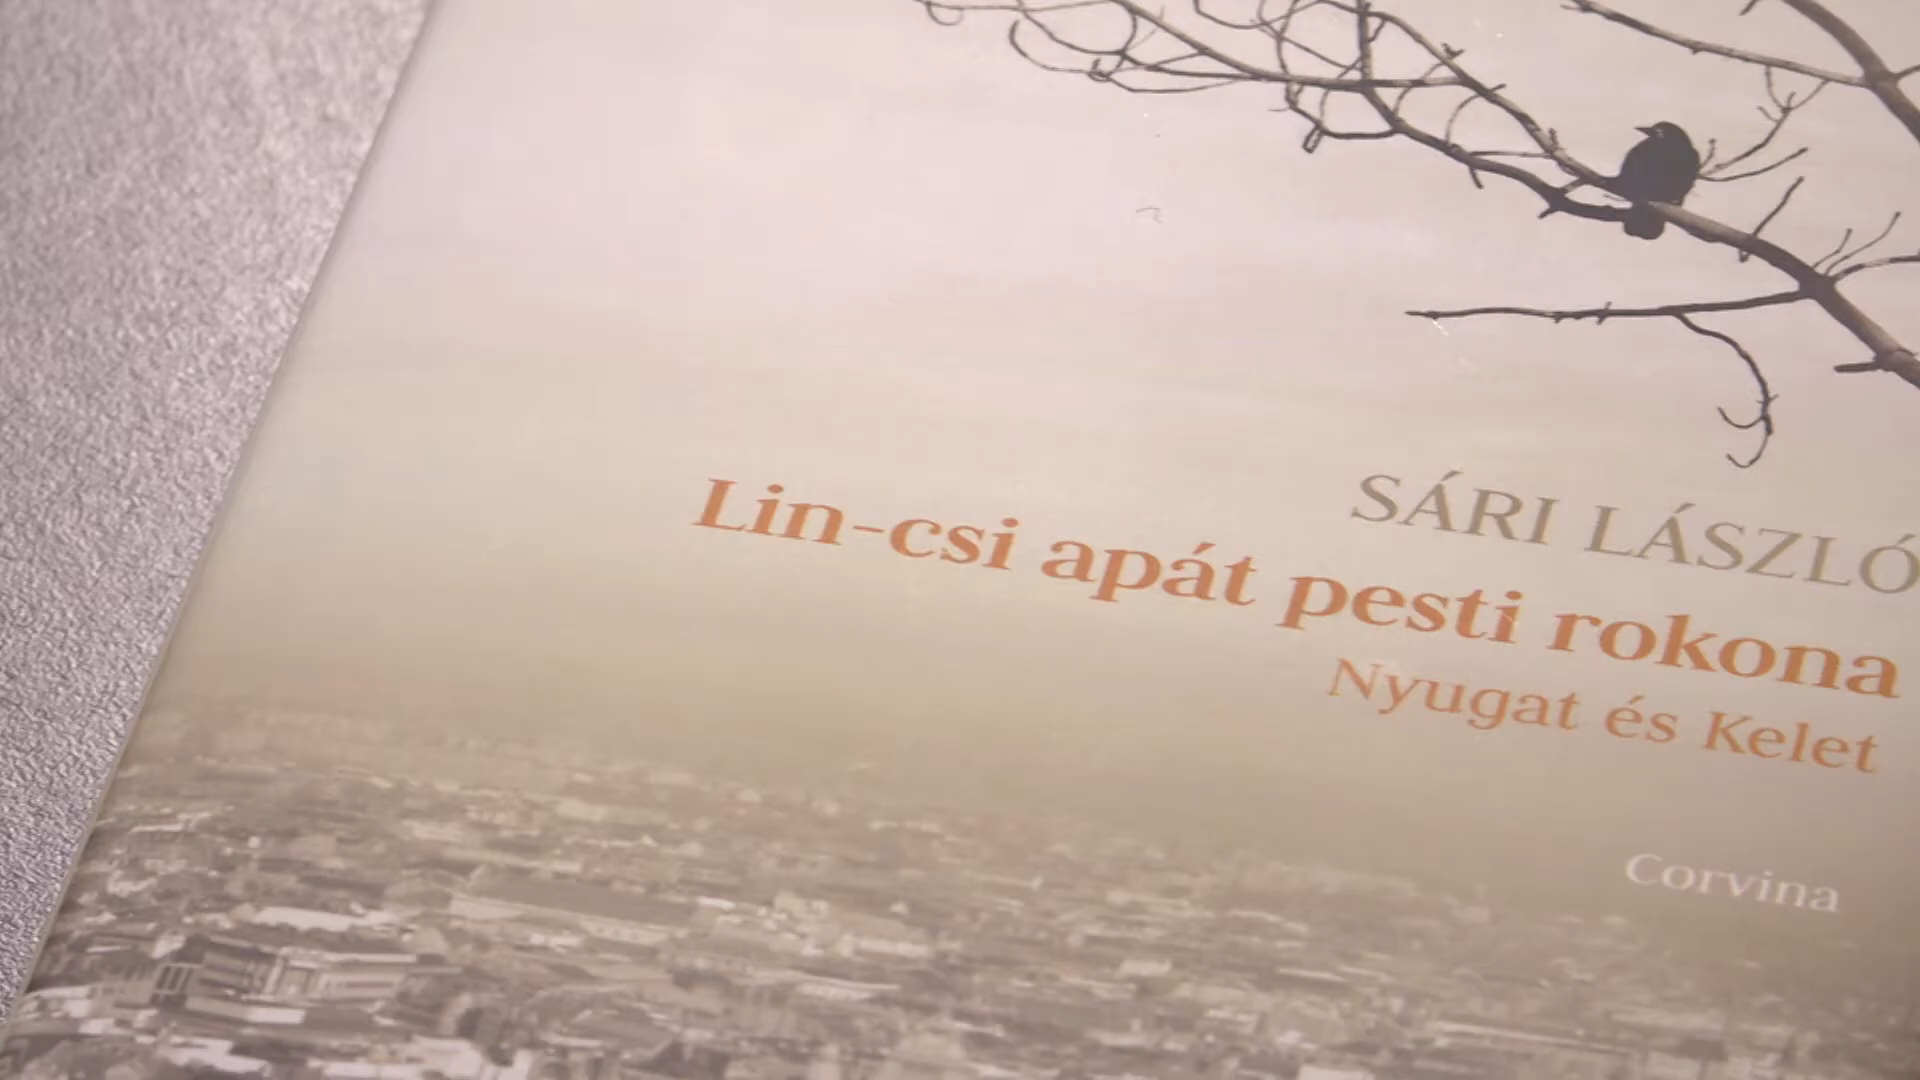 SÁRI LÁSZLÓ
Lin-csi apát pesti rokona
Nyugat és Kelet
Corvina